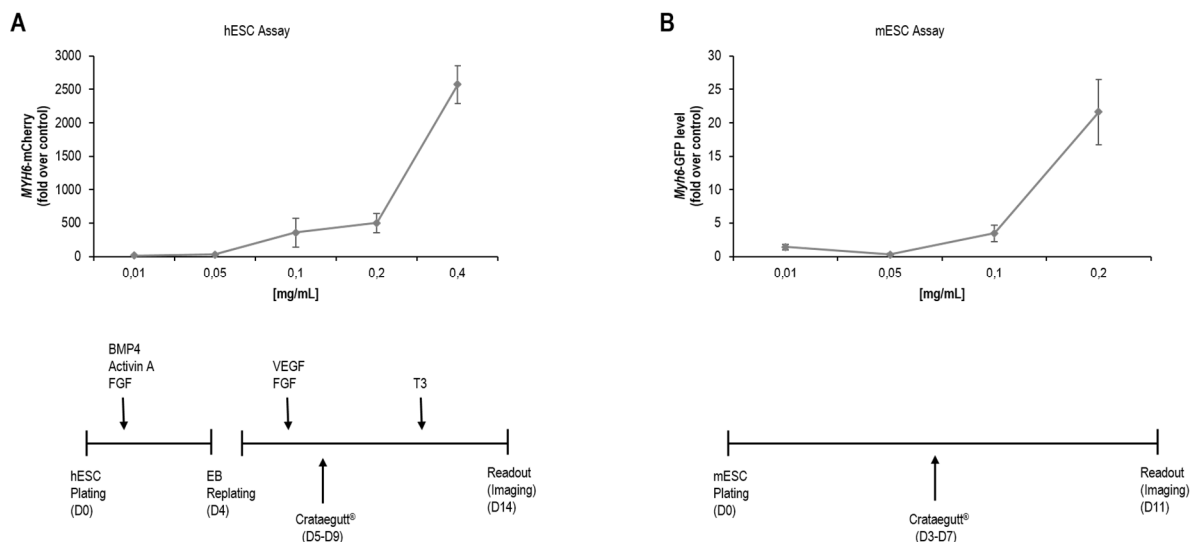 A
hESC Assay
MYH6-mCherry
(fold over control)
3000
2500
2000
1500
1000
500
0
0,01
0,05
0,1
0,2
0,4
[mg/mL]
BMP4
Activin A
FGF
VEGF
FGF
T3
hESC
Plating
(D0)
EB
Replating
(D4)
Crataegutt®
(D5-D9)
Readout
(Imaging)
(D14)
B
mESC Assay
Myh6-GFP level
(fold over control)
30
25
20
15
10
5
0
0,01
0,05
0,1
0,2
[mg/mL]
mESC
Plating
(D0)
Crataegutt®
(D3-D7)
Readout
(Imaging)
(D11)